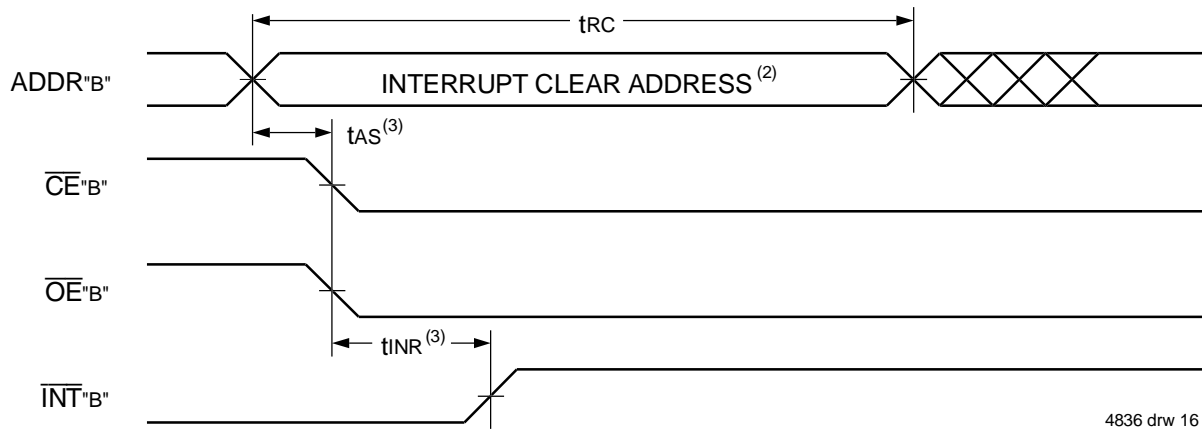 tRC
ADDR"B"
INTERRUPT CLEAR ADDRESS(2)
tAS(3)
CE"B"
OE"B"
tINR(3)
INT"B"
4836 drw 16